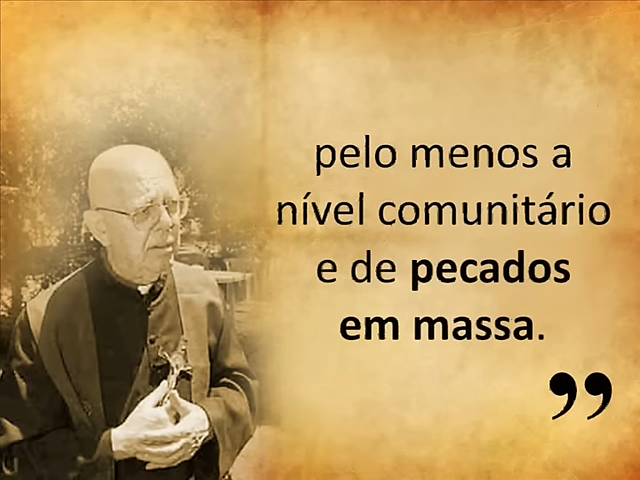 pelo menos a
nível comunitário
e de pecados
em massa.
”